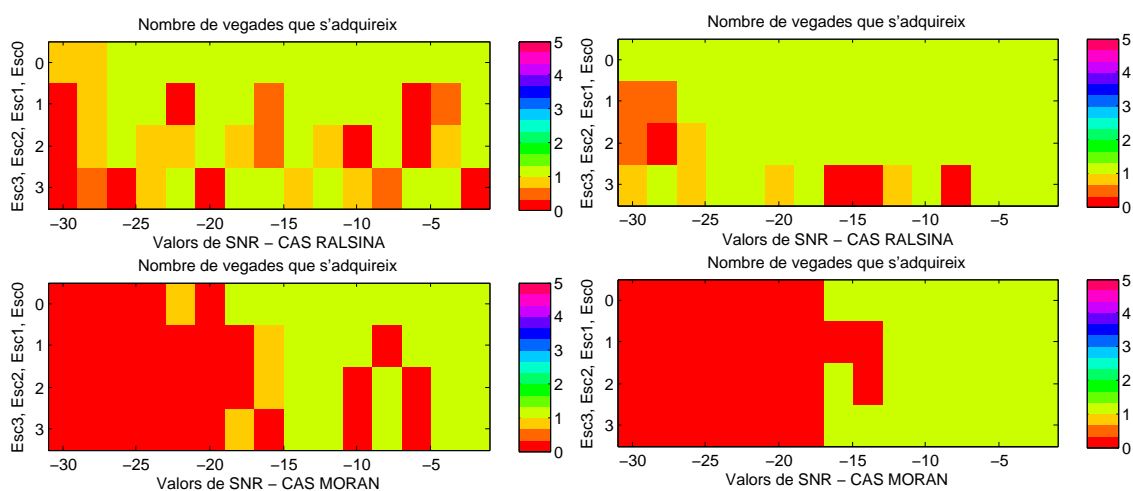 Nombre de vegades que s'adquireix
Esc3, Esc2, Esc1, Esc0
0
1
2
3
−30 −25 −20 −15 −10 −5
Valors de SNR − CAS RALSINA
5
4
3
2
1
0
Nombre de vegades que s'adquireix
Esc3, Esc2, Esc1, Esc0
0
1
2
3
−30 −25 −20 −15 −10 −5
Valors de SNR − CAS RALSINA
5
4
3
2
1
0
Nombre de vegades que s'adquireix
Esc3, Esc2, Esc1, Esc0
0
1
2
3
−30 −25 −20 −15 −10 −5
Valors de SNR − CAS MORAN
5
4
3
2
1
0
Nombre de vegades que s'adquireix
Esc3, Esc2, Esc1, Esc0
0
1
2
3
−30 −25 −20 −15 −10 −5
Valors de SNR − CAS MORAN
5
4
3
2
1
0